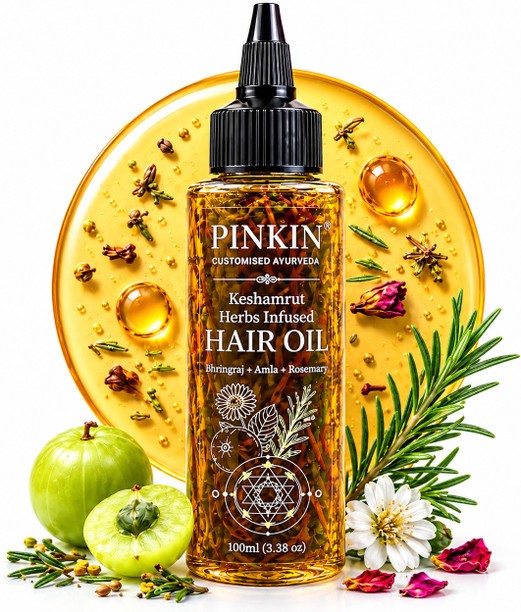 PINKIN®
CUSTOMISED AYURVEDA
Keshamrut
Herbs Infused
HAIR OIL
Bhringraj + Amla + Rosemary
100ml (3.38 oz)